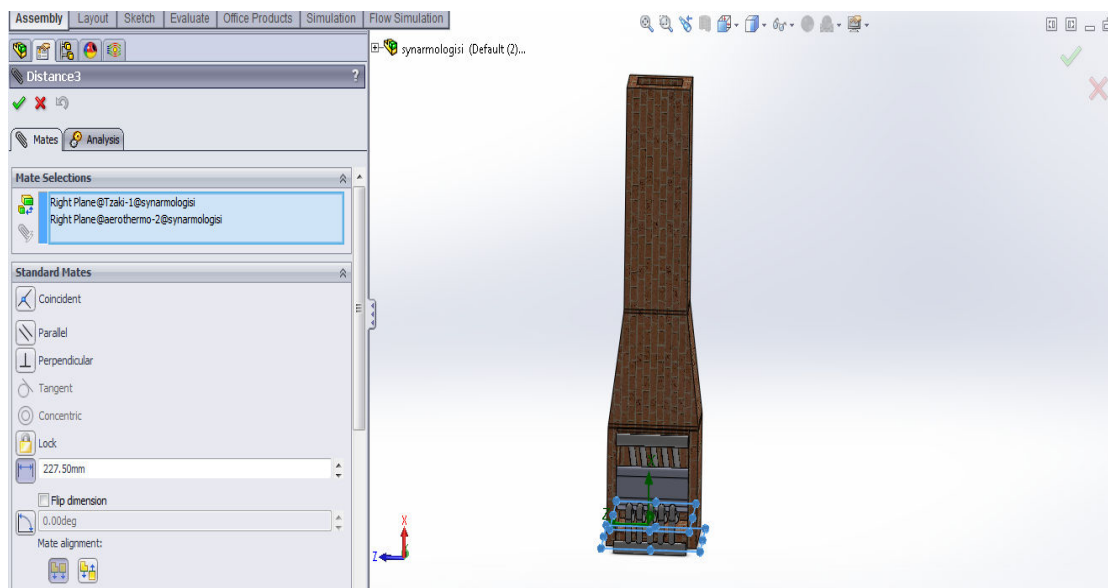 Assembly Layout Sketch Evaluate Office Products Simulation Flow Simulation
synarmologisi (Default (2)...
Distance3 ?
Mates Analysis
Mate Selections
Right Plane@Tzaki-1@synarmologisi
Right Plane@aerothermo-2@synarmologisi
Standard Mates
Coincident
Parallel
Perpendicular
Tangent
Concentric
Lock
227.50mm
Flip dimension
0.00deg
Mate alignment:
X
Z